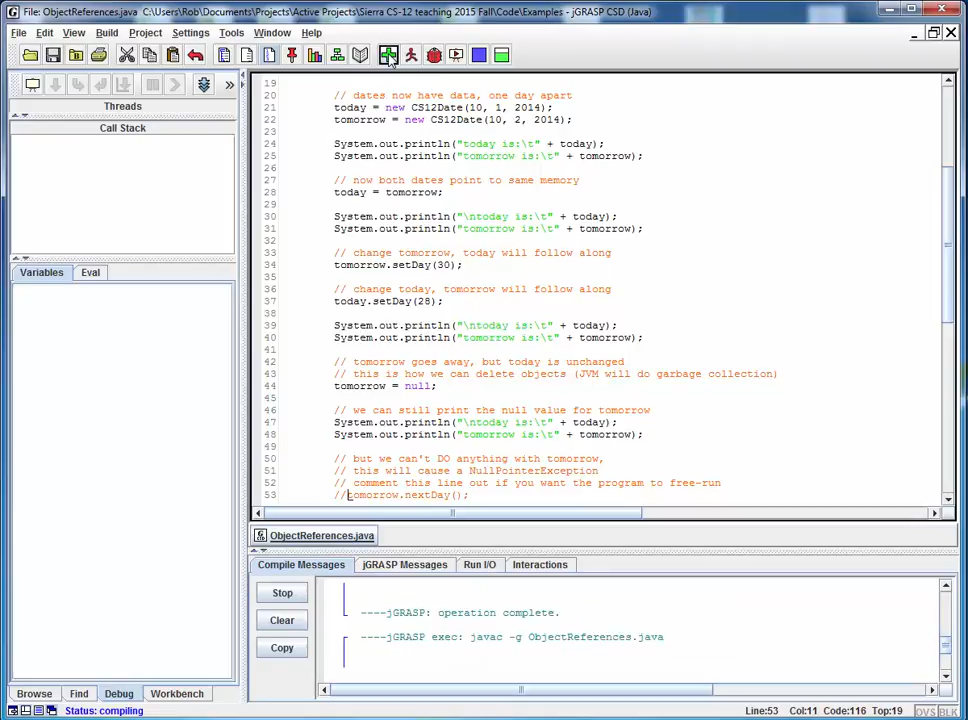 File: ObjectReferences.java  C:\Users\Rob\Documents\Projects\Active Projects\Sierra CS-12 teaching 2015 Fall\Code\Examples - jGRASP CSD (Java)
File Edit View Build Project Settings Tools Window Help
Threads
Call Stack
Variables Eval
19
20 // dates now have data, one day apart
21 today = new CS12Date(10, 1, 2014);
22 tomorrow = new CS12Date(10, 2, 2014);
23
24 System.out.println("today is:\t" + today);
25 System.out.println("tomorrow is:\t" + tomorrow);
26
27 // now both dates point to same memory
28 today = tomorrow;
29
30 System.out.println("\ntoday is:\t" + today);
31 System.out.println("tomorrow is:\t" + tomorrow);
32
33 // change tomorrow, today will follow along
34 tomorrow.setDay(30);
35
36 // change today, tomorrow will follow along
37 today.setDay(28);
38
39 System.out.println("\ntoday is:\t" + today);
40 System.out.println("tomorrow is:\t" + tomorrow);
41
42 // tomorrow goes away, but today is unchanged
43 // this is how we can delete objects (JVM will do garbage collection)
44 tomorrow = null;
45
46 // we can still print the null value for tomorrow
47 System.out.println("\ntoday is:\t" + today);
48 System.out.println("tomorrow is:\t" + tomorrow);
49
50 // but we can't DO anything with tomorrow,
51 // this will cause a NullPointerException
52 // comment this line out if you want the program to free-run
53 //tomorrow.nextDay();
ObjectReferences.java
Compile Messages jGRASP Messages Run I/O Interactions
Stop
Clear
Copy
----jGRASP: operation complete.
----jGRASP exec: javac -g ObjectReferences.java
Browse Find Debug Workbench
Status: compiling
Line:53 Col:11 Code:116 Top:19 OVS BLK